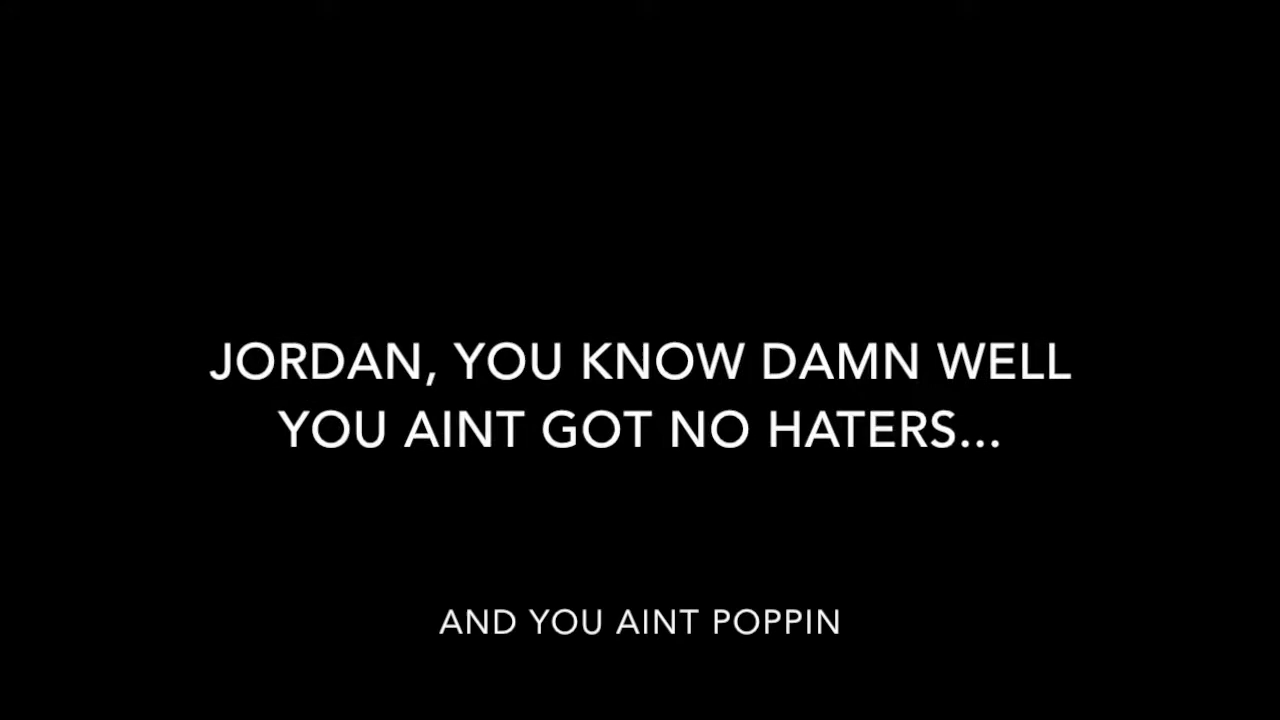 JORDAN, YOU KNOW DAMN WELL
YOU AINT GOT NO HATERS...
AND YOU AINT POPPIN